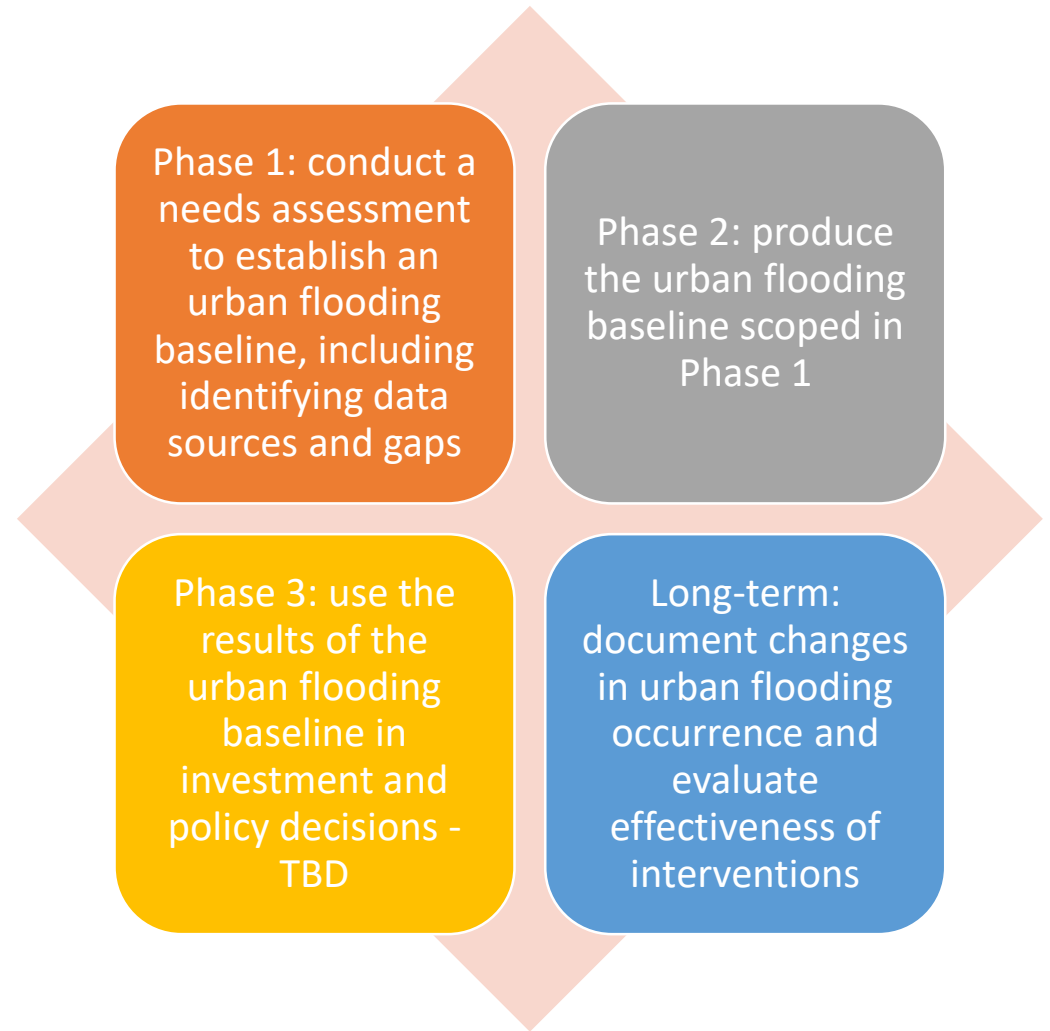 Phase 1: conduct a
needs assessment
to establish an
urban flooding
baseline, including
identifying data
sources and gaps
Phase 2: produce
the urban flooding
baseline scoped in
Phase 1
Phase 3: use the
results of the
urban flooding
baseline in
investment and
policy decisions -
TBD
Long-term:
document changes
in urban flooding
occurrence and
evaluate
effectiveness of
interventions